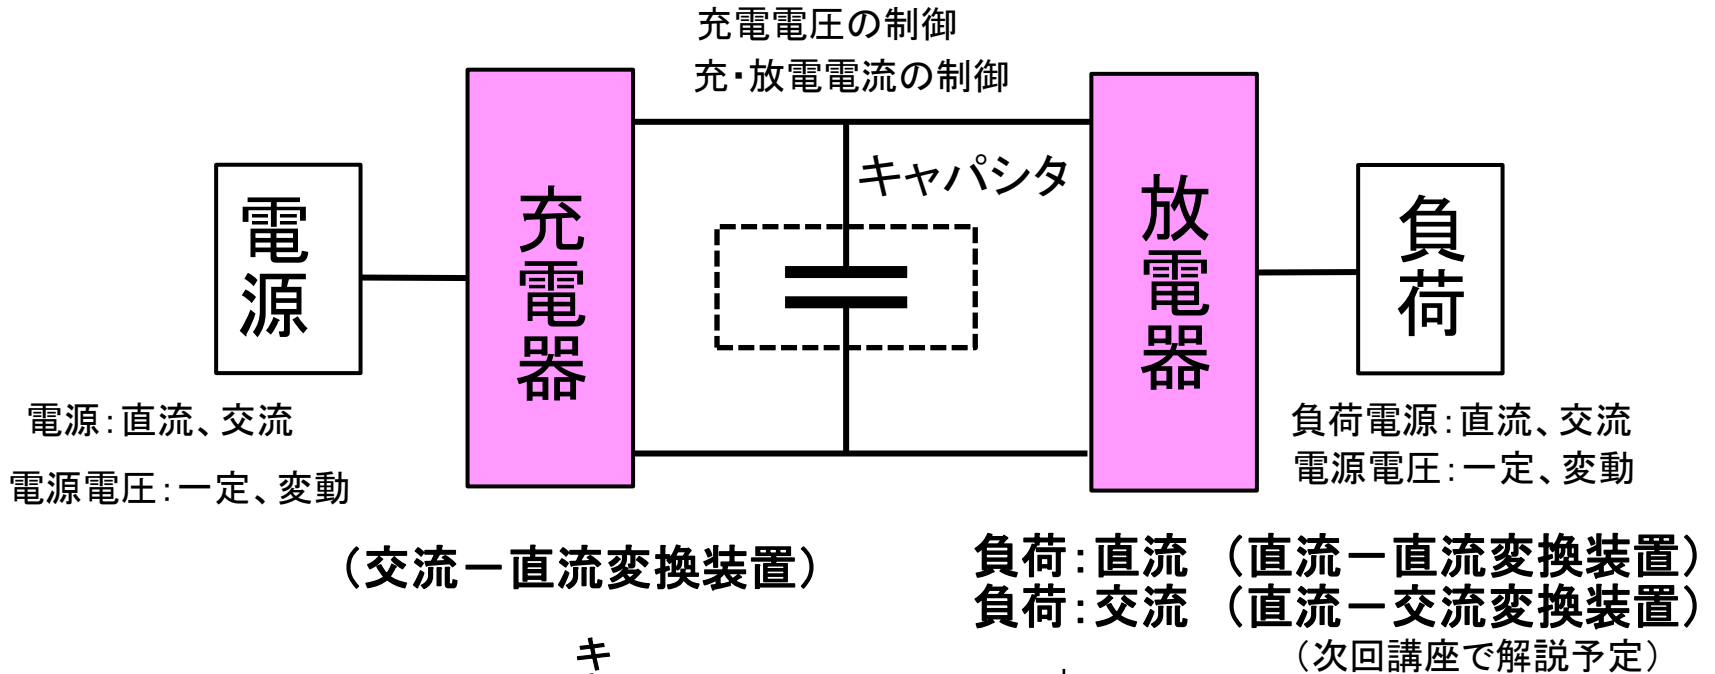 充電電圧の制御
充・放電電流の制御
キャパシタ
電源
充電器
放電器
負荷
電源：直流、交流
電源電圧：一定、変動
負荷電源：直流、交流
電源電圧：一定、変動
（交流－直流変換装置）
負荷：直流（直流－直流変換装置）
負荷：交流（直流－交流変換装置）
（次回講座で解説予定）
キ